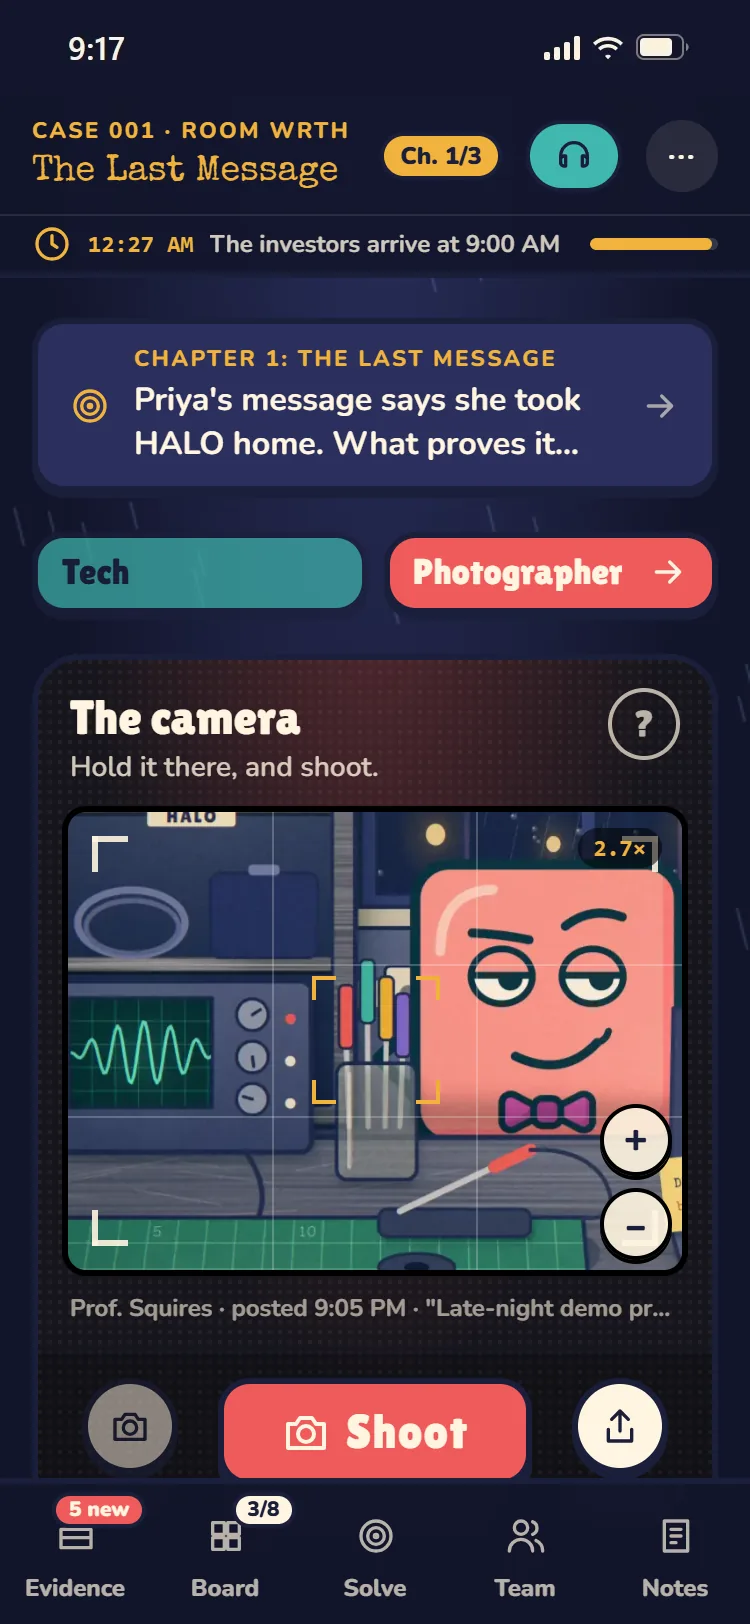 9:17
CASE 001 · ROOM WRTH
The Last Message
Ch. 1/3
12:27 AM The investors arrive at 9:00 AM
CHAPTER 1: THE LAST MESSAGE
Priya's message says she took
HALO home. What proves it...
Tech
Photographer
The camera
Hold it there, and shoot.
?
HALO
2.7×
5
10
D
Prof. Squires · posted 9:05 PM · "Late-night demo pr...
Shoot
5 new
3/8
Evidence
Board
Solve
Team
Notes